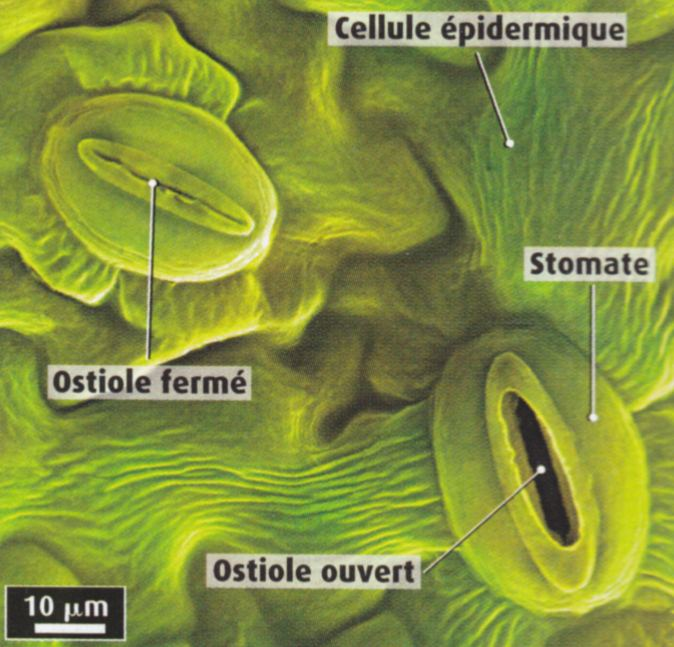 Cellule épidermique
Stomate
Ostiole fermé
Ostiole ouvert
10 µm